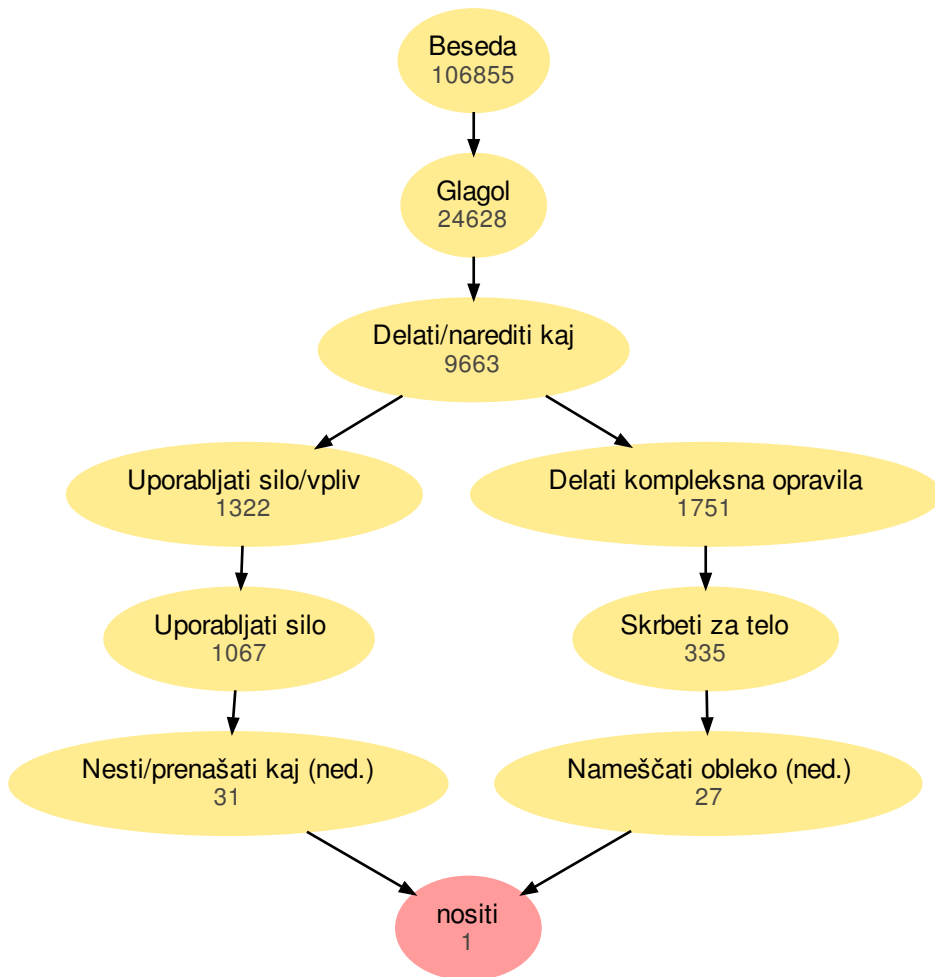 Beseda
106855
Glagol
24628
Delati/narediti kaj
9663
Uporabljati silo/vpliv
1322
Delati kompleksna opravila
1751
Uporabljati silo
1067
Skrbeti za telo
335
Nesti/prenašati kaj (ned.)
31
Nameščati obleko (ned.)
27
nositi
1